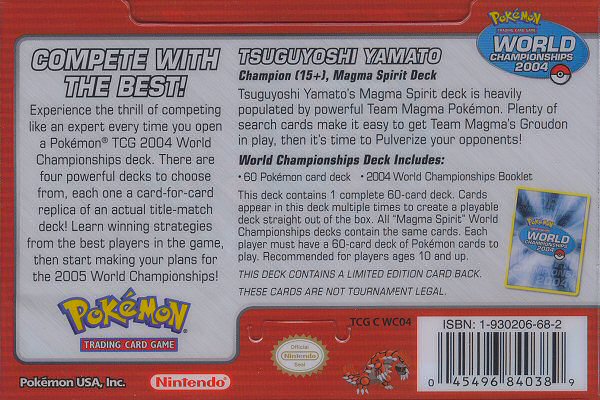 COMPETE WITH
THE BEST!
Experience the thrill of competing
like an expert every time you open
a Pokémon® TCG 2004 World
Championships deck. There are
four powerful decks to choose
from, each one a card-for-card
replica of an actual title-match
deck! Learn winning strategies
from the best players in the game,
then start making your plans for
the 2005 World Championships!
POKéMON
TRADING CARD GAME
Pokémon USA, Inc.
Nintendo
POKéMON
TRADING CARD GAME
WORLD
CHAMPIONSHIPS
2004
TSUGUYOSHI YAMATO
Champion (15+), Magma Spirit Deck
Tsuguyoshi Yamato's Magma Spirit deck is heavily
populated by powerful Team Magma Pokémon. Plenty of
search cards make it easy to get Team Magma's Groudon
in play, then it's time to Pulverize your opponents!
World Championships Deck Includes:
• 60 Pokémon card deck • 2004 World Championships Booklet
This deck contains 1 complete 60-card deck. Cards
appear in this deck multiple times to create a playable
deck straight out of the box. All "Magma Spirit" World
Championships decks contain the same cards. Each
player must have a 60-card deck of Pokémon cards to
play. Recommended for players ages 10 and up.
THIS DECK CONTAINS A LIMITED EDITION CARD BACK.
THESE CARDS ARE NOT TOURNAMENT LEGAL.
POKéMON
WORLD
CHAMPIONSHIPS
2004
TCG C WC04
Official
Nintendo
Seal
ISBN: 1-930206-68-2
0 45496 84038 9